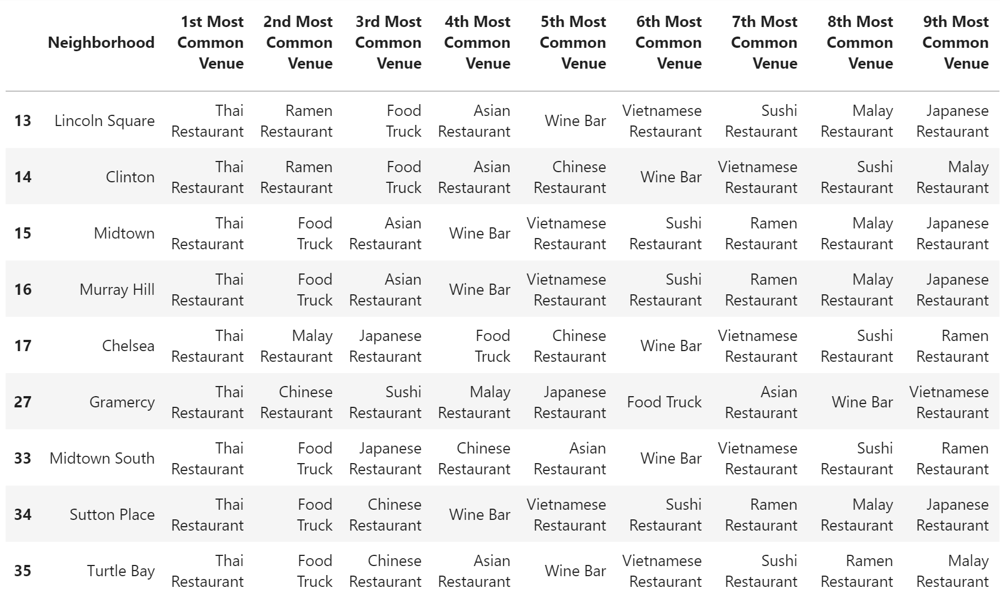 Neighborhood 1st Most Common Venue 2nd Most Common Venue 3rd Most Common Venue 4th Most Common Venue 5th Most Common Venue 6th Most Common Venue 7th Most Common Venue 8th Most Common Venue 9th Most Common Venue
13 Lincoln Square Thai Restaurant Ramen Restaurant Food Truck Asian Restaurant Wine Bar Vietnamese Restaurant Sushi Restaurant Malay Restaurant Japanese Restaurant
14 Clinton Thai Restaurant Ramen Restaurant Food Truck Asian Restaurant Chinese Restaurant Wine Bar Vietnamese Restaurant Sushi Restaurant Malay Restaurant
15 Midtown Thai Restaurant Food Truck Asian Restaurant Wine Bar Vietnamese Restaurant Sushi Restaurant Ramen Restaurant Malay Restaurant Japanese Restaurant
16 Murray Hill Thai Restaurant Food Truck Asian Restaurant Wine Bar Vietnamese Restaurant Sushi Restaurant Ramen Restaurant Malay Restaurant Japanese Restaurant
17 Chelsea Thai Restaurant Malay Restaurant Japanese Restaurant Food Truck Chinese Restaurant Wine Bar Vietnamese Restaurant Sushi Restaurant Ramen Restaurant
27 Gramercy Thai Restaurant Chinese Restaurant Sushi Restaurant Malay Restaurant Japanese Restaurant Food Truck Asian Restaurant Wine Bar Vietnamese Restaurant
33 Midtown South Thai Restaurant Food Truck Japanese Restaurant Chinese Restaurant Asian Restaurant Wine Bar Vietnamese Restaurant Sushi Restaurant Ramen Restaurant
34 Sutton Place Thai Restaurant Food Truck Chinese Restaurant Wine Bar Vietnamese Restaurant Sushi Restaurant Ramen Restaurant Malay Restaurant Japanese Restaurant
35 Turtle Bay Thai Restaurant Food Truck Chinese Restaurant Asian Restaurant Wine Bar Vietnamese Restaurant Sushi Restaurant Ramen Restaurant Malay Restaurant